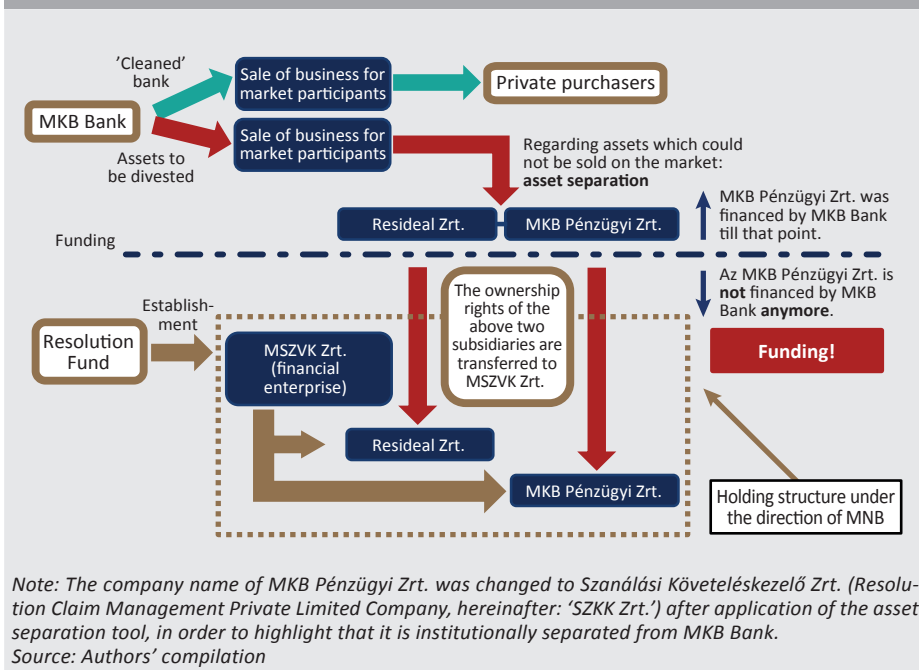 'Cleaned'
bank
Sale of business for
market participants
Private purchasers
MKB Bank
Sale of business for
market participants
Assets to
be divested
Regarding assets which could
not be sold on the market:
asset separation
MKB Pénzügyi Zrt. was
financed by MKB Bank
till that point.
Resideal Zrt.
MKB Pénzügyi Zrt.
Funding
Az MKB Pénzügyi Zrt. is
not financed by MKB
Bank anymore.
The ownership
rights of the
above two
subsidiaries are
transferred to
MSZVK Zrt.
Establish-
ment
Resolution
Fund
MSZVK Zrt.
(financial
enterprise)
Funding!
Resideal Zrt.
MKB Pénzügyi Zrt.
Holding structure under
the direction of MNB
Note: The company name of MKB Pénzügyi Zrt. was changed to Szanálási Követeléskezelő Zrt. (Resolu-
tion Claim Management Private Limited Company, hereinafter: 'SZKK Zrt.') after application of the asset
separation tool, in order to highlight that it is institutionally separated from MKB Bank.
Source: Authors' compilation